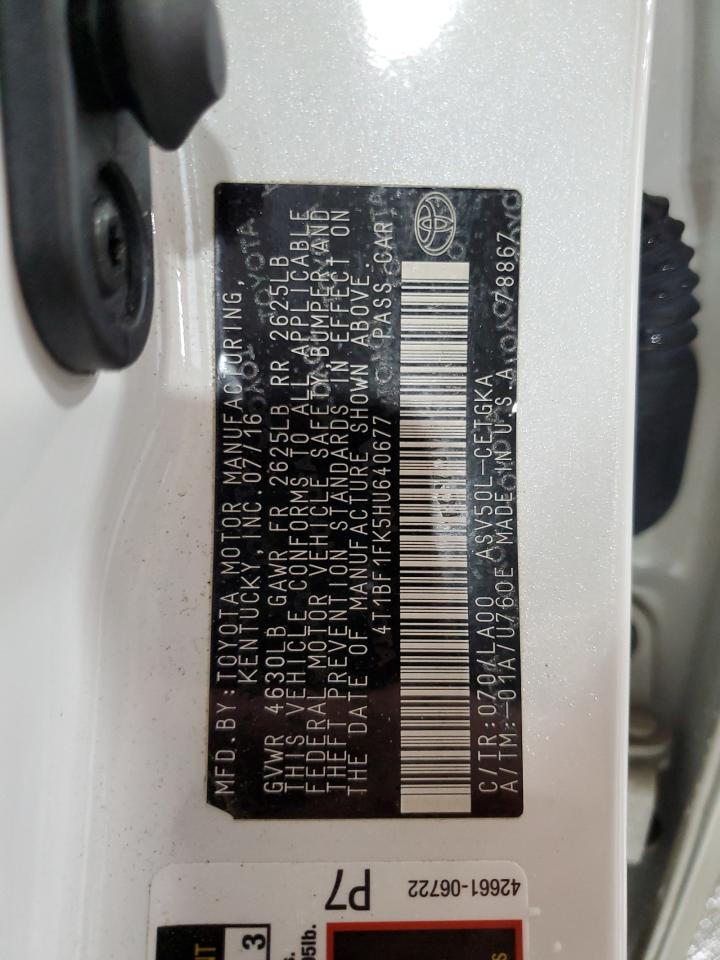 MFD.BY:TOYOTA MOTOR MANUFACTURING,
KENTUCKY,INC.07/16
GVWR 4630LB GAWR FR 2625LB RR 2625LB
THIS VEHICLE CONFORMS TO ALL APPLICABLE
FEDERAL MOTOR VEHICLE SAFETY,BUMPER,AND
THEFT PREVENTION STANDARDS IN EFFECT ON
THE DATE OF MANUFACTURE SHOWN ABOVE.
4T1BF1FK5HU640677 PASS.CAR
C/TR:070/LA00 ASV50L-CETGKA
A/TM:-01A/U760E MADE IN U.S.A 78867
P7
42661-06722
3